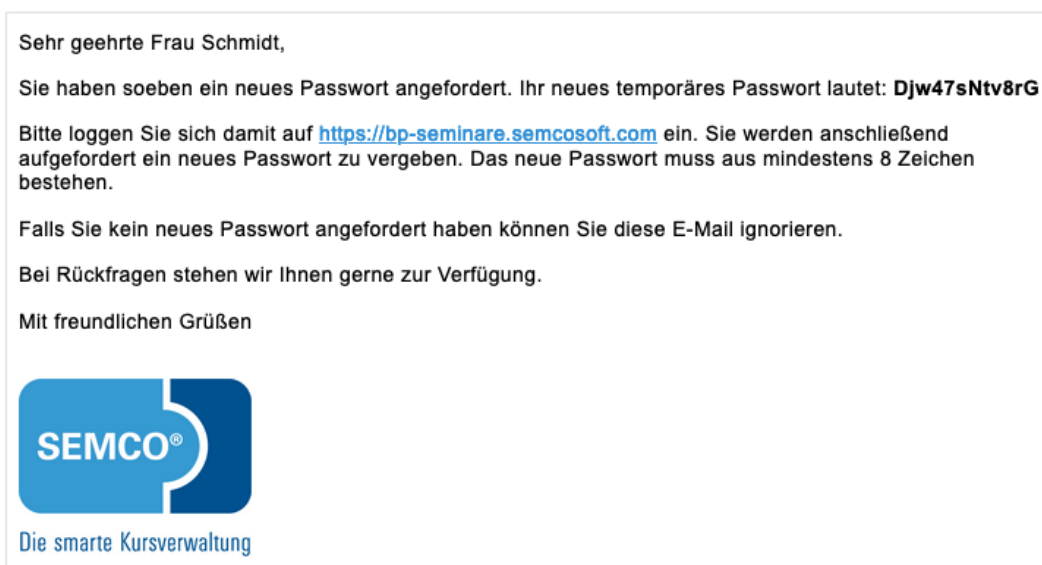 Sehr geehrte Frau Schmidt,
Sie haben soeben ein neues Passwort angefordert. Ihr neues temporäres Passwort lautet: Djw47sNtv8rG
Bitte loggen Sie sich damit auf https://bp-seminare.semcosoft.com ein. Sie werden anschließend
aufgefordert ein neues Passwort zu vergeben. Das neue Passwort muss aus mindestens 8 Zeichen
bestehen.
Falls Sie kein neues Passwort angefordert haben können Sie diese E-Mail ignorieren.
Bei Rückfragen stehen wir Ihnen gerne zur Verfügung.
Mit freundlichen Grüßen
SEMCO®
Die smarte Kursverwaltung